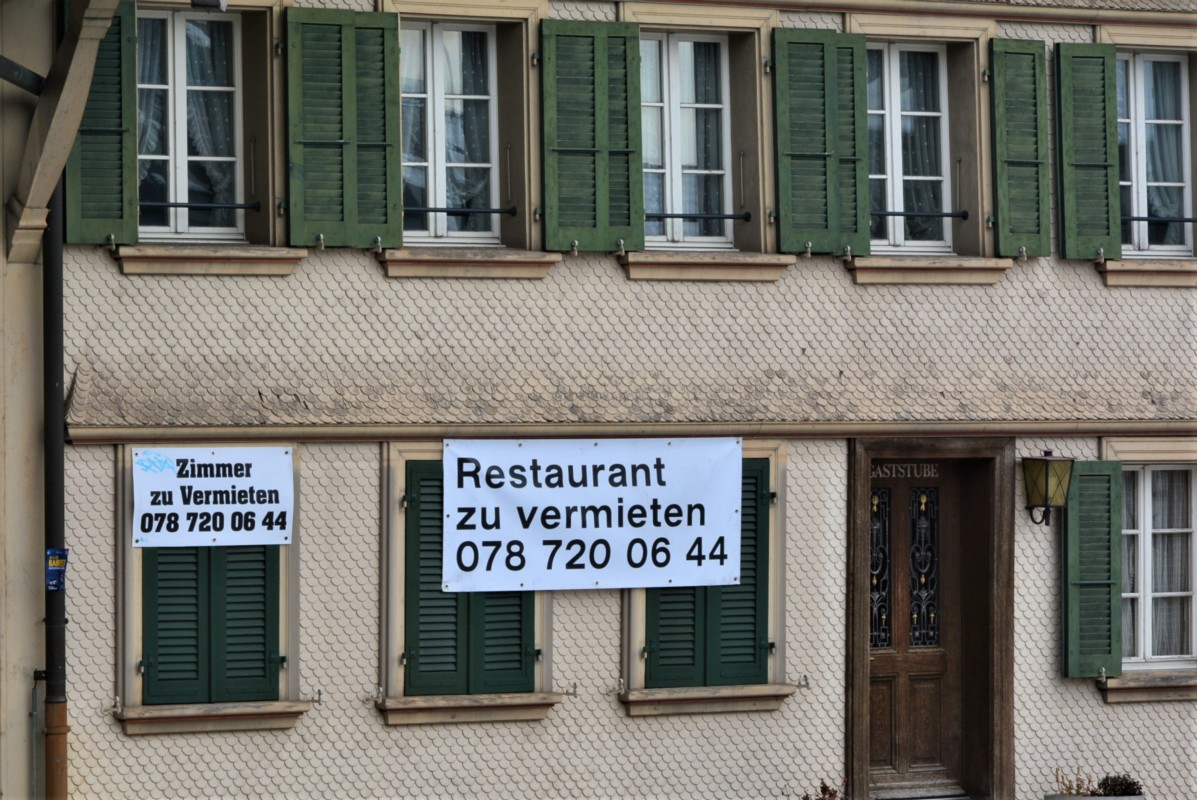 Zimmer
zu Vermieten
078 720 06 44
Restaurant
zu vermieten
078 720 06 44
GASTSTUBE